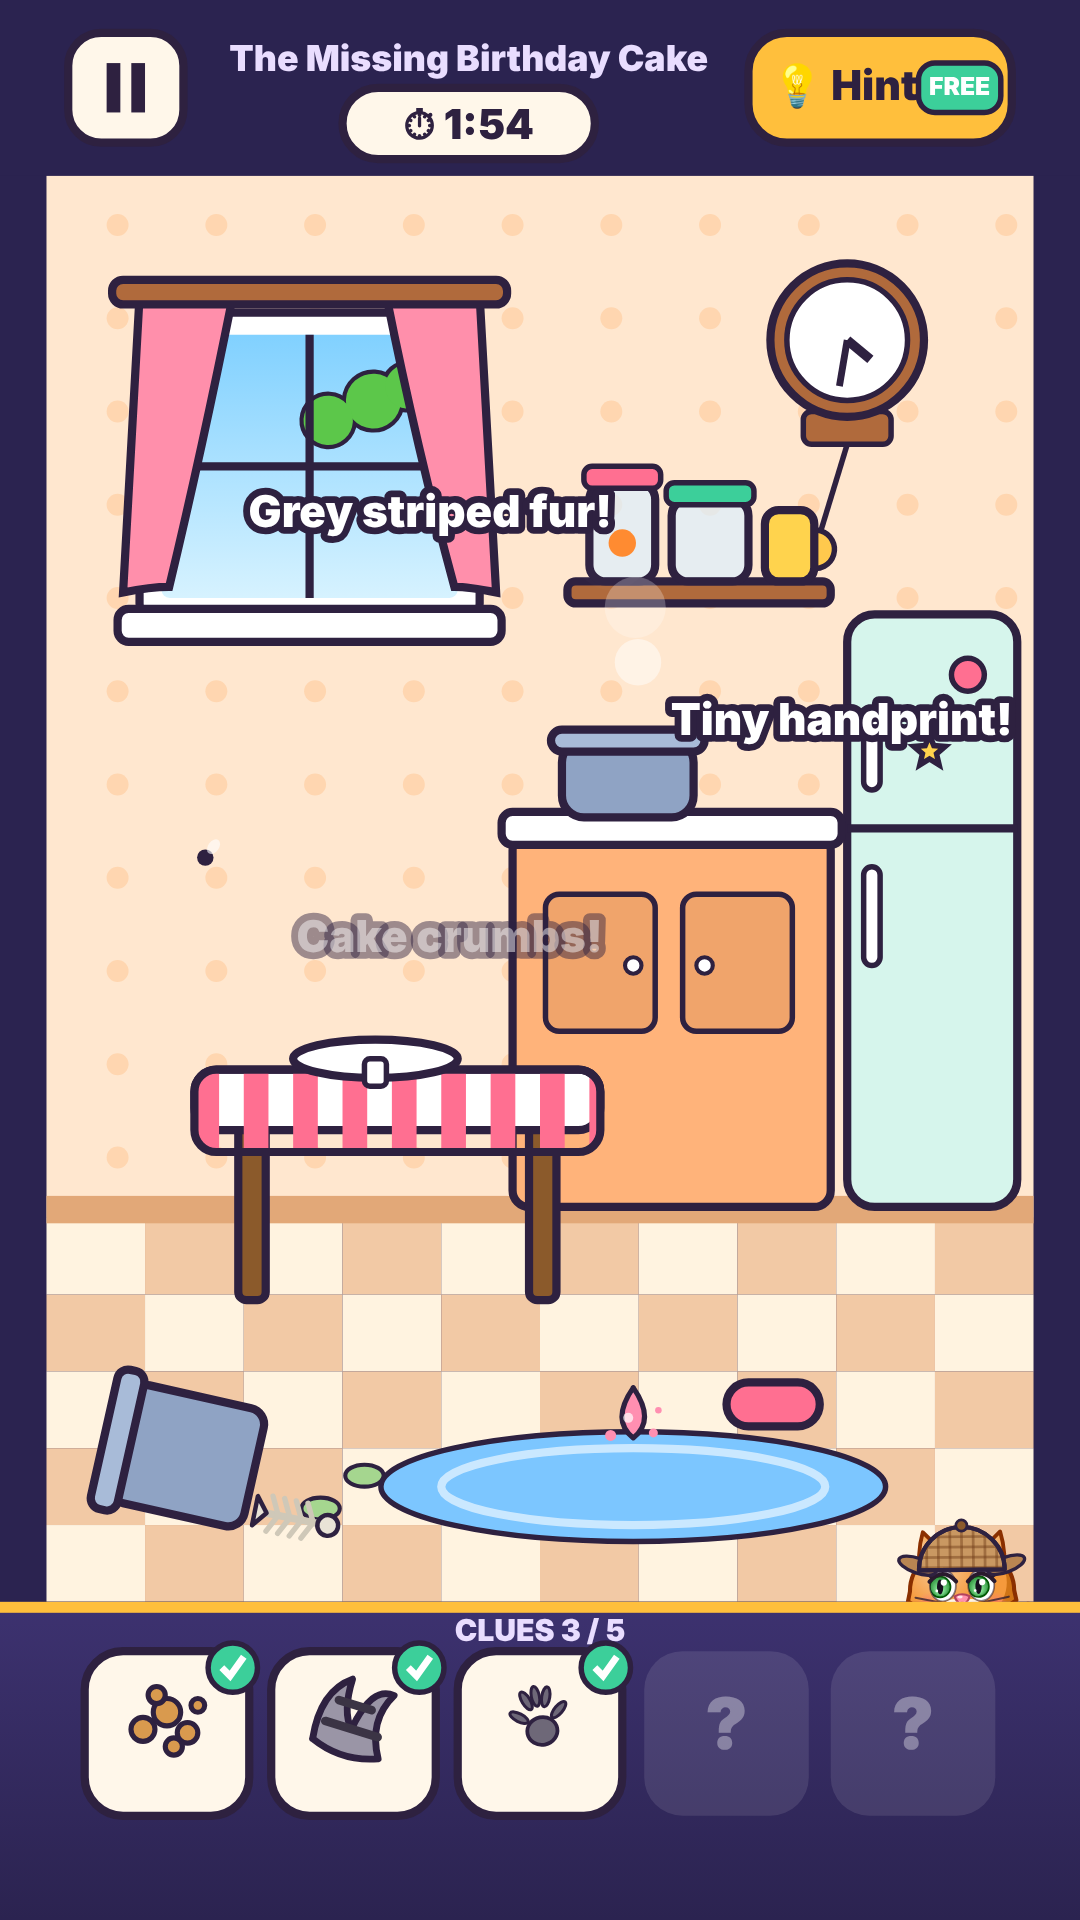 The Missing Birthday Cake
1:54
Hint
FREE
Grey striped fur!
Tiny handprint!
Cake crumbs!
CLUES 3 / 5
?
?